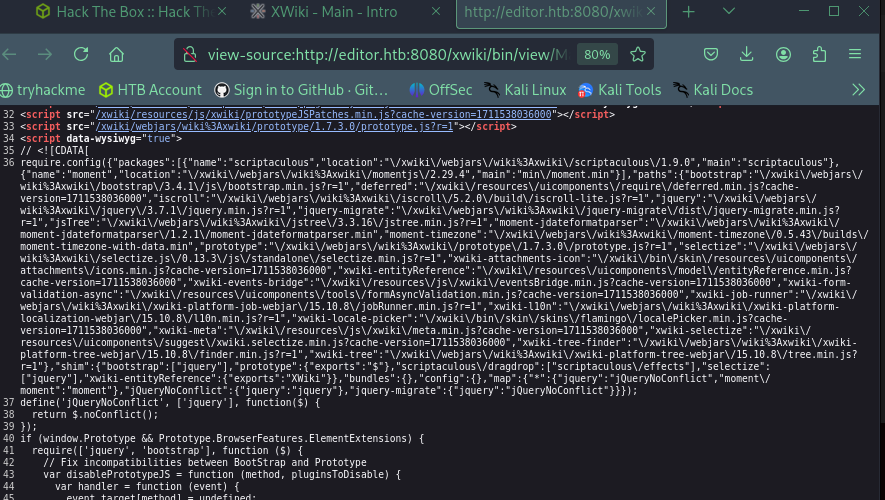 Hack The Box :: Hack Th
XWiki - Main - Intro
http://editor.htb:8080/xwik
view-source:http://editor.htb:8080/xwiki/bin/view/M
80%
tryhackme
HTB Account
Sign in to GitHub · Git…
OffSec
Kali Linux
Kali Tools
Kali Docs
32 <script src="/xwiki/resources/js/xwiki/prototypeJSPatches.min.js?cache-version=1711538036000"></script>
33 <script src="/xwiki/webjars/wiki%3Axwiki/prototype/1.7.3.0/prototype.js?r=1"></script>
34 <script data-wysiwyg="true">
35 // <![CDATA[
36 require.config({"packages":[{"name":"scriptaculous","location":"\/xwiki\/webjars\/wiki%3Axwiki\/scriptaculous\/1.9.0","main":"scriptaculous"},
{"name":"moment","location":"\/xwiki\/webjars\/wiki%3Axwiki\/momentjs\/2.29.4","main":"min\/moment.min"}],"paths":{"bootstrap":"\/xwiki\/webjars\/
wiki%3Axwiki\/bootstrap\/3.4.1\/js\/bootstrap.min.js?r=1","deferred":"\/xwiki\/resources\/uicomponents\/require\/deferred.min.js?cache-
version=1711538036000","iscroll":"\/xwiki\/webjars\/wiki%3Axwiki\/iscroll\/5.2.0\/build\/iscroll-lite.js?r=1","jquery":"\/xwiki\/webjars\/
wiki%3Axwiki\/jquery\/3.7.1\/jquery.min.js?r=1","jquery-migrate":"\/xwiki\/webjars\/wiki%3Axwiki\/jquery-migrate\/dist\/jquery-migrate.min.js?
r=1","jsTree":"\/xwiki\/webjars\/wiki%3Axwiki\/jstree\/3.3.16\/jstree.min.js?r=1","moment-jdateformatparser":"\/xwiki\/webjars\/wiki%3Axwiki\/
moment-jdateformatparser\/1.2.1\/moment-jdateformatparser.min","moment-timezone":"\/xwiki\/webjars\/wiki%3Axwiki\/moment-timezone\/0.5.43\/builds\/
moment-timezone-with-data.min","prototype":"\/xwiki\/webjars\/wiki%3Axwiki\/prototype\/1.7.3.0\/prototype.js?r=1","selectize":"\/xwiki\/webjars\/
wiki%3Axwiki\/selectize.js\/0.13.3\/js\/standalone\/selectize.min.js?r=1","xwiki-attachments-icon":"\/xwiki\/bin\/skin\/resources\/uicomponents\/
attachments\/icons.min.js?cache-version=1711538036000","xwiki-entityReference":"\/xwiki\/resources\/uicomponents\/model\/entityReference.min.js?
cache-version=1711538036000","xwiki-events-bridge":"\/xwiki\/resources\/js\/xwiki\/eventsBridge.min.js?cache-version=1711538036000","xwiki-form-
validation-async":"\/xwiki\/resources\/uicomponents\/tools\/formAsyncValidation.min.js?cache-version=1711538036000","xwiki-job-runner":"\/xwiki\/
webjars\/wiki%3Axwiki\/xwiki-platform-job-webjar\/15.10.8\/jobRunner.min.js?r=1","xwiki-l10n":"\/xwiki\/webjars\/wiki%3Axwiki\/xwiki-platform-
localization-webjar\/15.10.8\/l10n.min.js?r=1","xwiki-locale-picker":"\/xwiki\/bin\/skin\/skins\/flamingo\/localePicker.min.js?cache-
version=1711538036000","xwiki-meta":"\/xwiki\/resources\/js\/xwiki\/meta.min.js?cache-version=1711538036000","xwiki-selectize":"\/xwiki\/
resources\/uicomponents\/suggest\/xwiki.selectize.min.js?cache-version=1711538036000","xwiki-tree-finder":"\/xwiki\/webjars\/wiki%3Axwiki\/xwiki-
platform-tree-webjar\/15.10.8\/finder.min.js?r=1","xwiki-tree":"\/xwiki\/webjars\/wiki%3Axwiki\/xwiki-platform-tree-webjar\/15.10.8\/tree.min.js?
r=1"},"shim":{"bootstrap":["jquery"],"prototype":{"exports":"$"},"scriptaculous\/dragdrop":["scriptaculous\/effects"],"selectize":
["jquery"],"xwiki-entityReference":{"exports":"XWiki"}},"bundles":{},"config":{},"map":{"*":{"jquery":"jQueryNoConflict","moment\/
moment":"moment"},"jQueryNoConflict":{"jquery":"jquery"},"jquery-migrate":{"jquery":"jQueryNoConflict"}}});
37 define('jQueryNoConflict', ['jquery'], function($) {
38 return $.noConflict();
39 });
40 if (window.Prototype && Prototype.BrowserFeatures.ElementExtensions) {
41 require(['jquery', 'bootstrap'], function ($) {
42 // Fix incompatibilities between BootStrap and Prototype
43 var disablePrototypeJS = function (method, pluginsToDisable) {
44 var handler = function (event) {
45 event.target[method] = undefined;